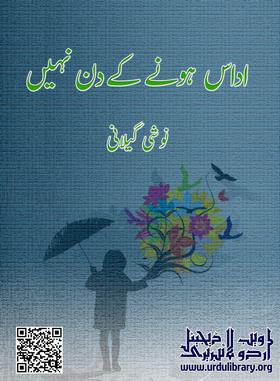 اداس ہونے کے دن نہیں
نوشی گیلانی
اردو لائبریری
www.urdulibrary.org